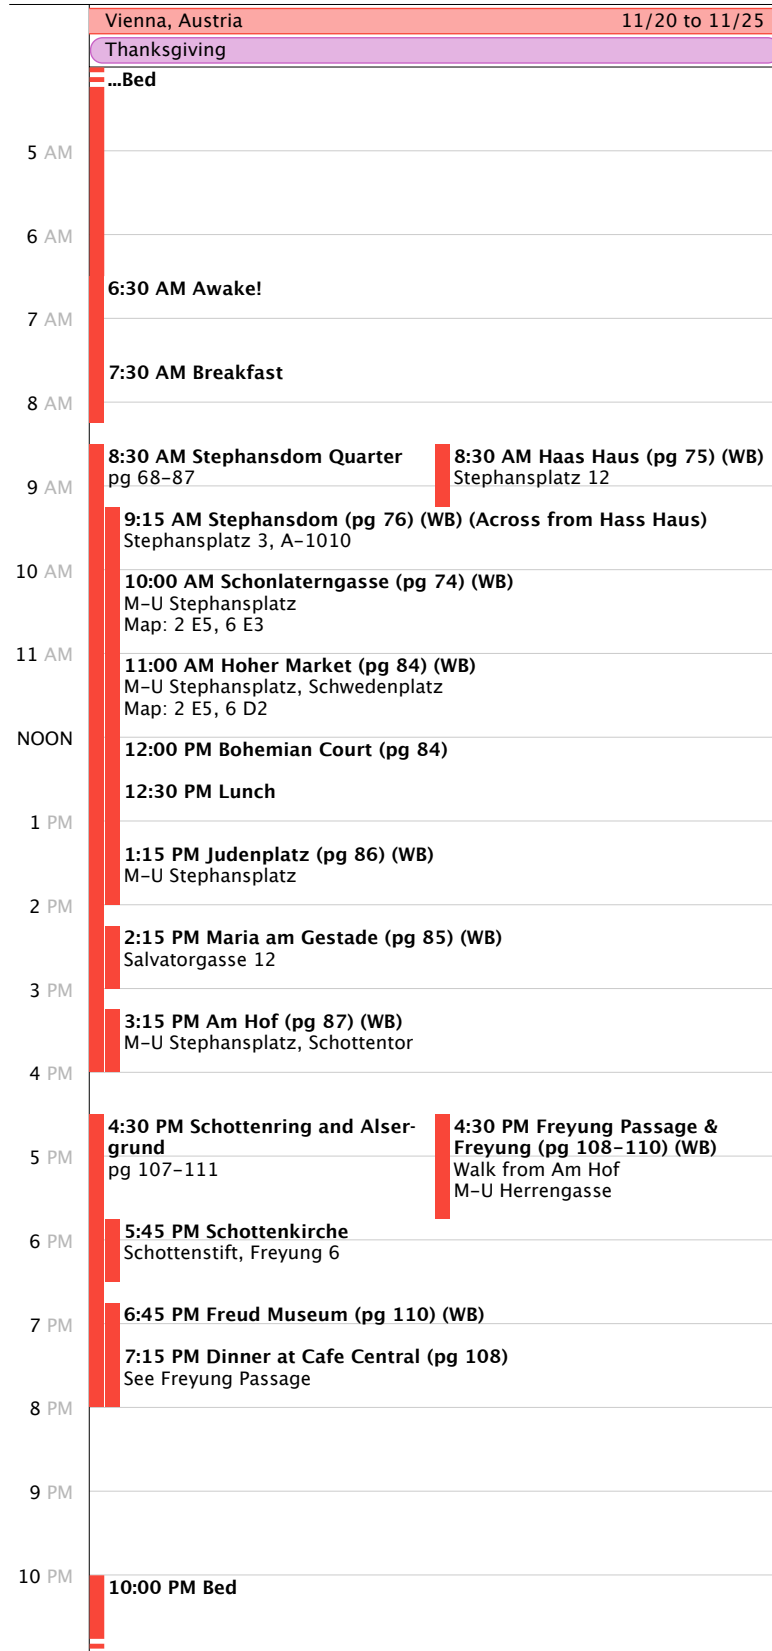 Vienna, Austria 11/20 to 11/25
Thanksgiving
...Bed
5 AM
6 AM
6:30 AM Awake!
7 AM
7:30 AM Breakfast
8 AM
8:30 AM Stephansdom Quarter
pg 68-87
8:30 AM Haas Haus (pg 75) (WB)
Stephansplatz 12
9 AM
9:15 AM Stephansdom (pg 76) (WB) (Across from Hass Haus)
Stephansplatz 3, A-1010
10 AM
10:00 AM Schonlaterngasse (pg 74) (WB)
M-U Stephansplatz
Map: 2 E5, 6 E3
11 AM
11:00 AM Hoher Market (pg 84) (WB)
M-U Stephansplatz, Schwedenplatz
Map: 2 E5, 6 D2
NOON
12:00 PM Bohemian Court (pg 84)
12:30 PM Lunch
1 PM
1:15 PM Judenplatz (pg 86) (WB)
M-U Stephansplatz
2 PM
2:15 PM Maria am Gestade (pg 85) (WB)
Salvatorgasse 12
3 PM
3:15 PM Am Hof (pg 87) (WB)
M-U Stephansplatz, Schottentor
4 PM
4:30 PM Schottenring and Alser-
grund
pg 107-111
4:30 PM Freyung Passage &
Freyung (pg 108-110) (WB)
Walk from Am Hof
M-U Herrengasse
5 PM
5:45 PM Schottenkirche
Schottenstift, Freyung 6
6 PM
6:45 PM Freud Museum (pg 110) (WB)
7 PM
7:15 PM Dinner at Cafe Central (pg 108)
See Freyung Passage
8 PM
9 PM
10 PM
10:00 PM Bed